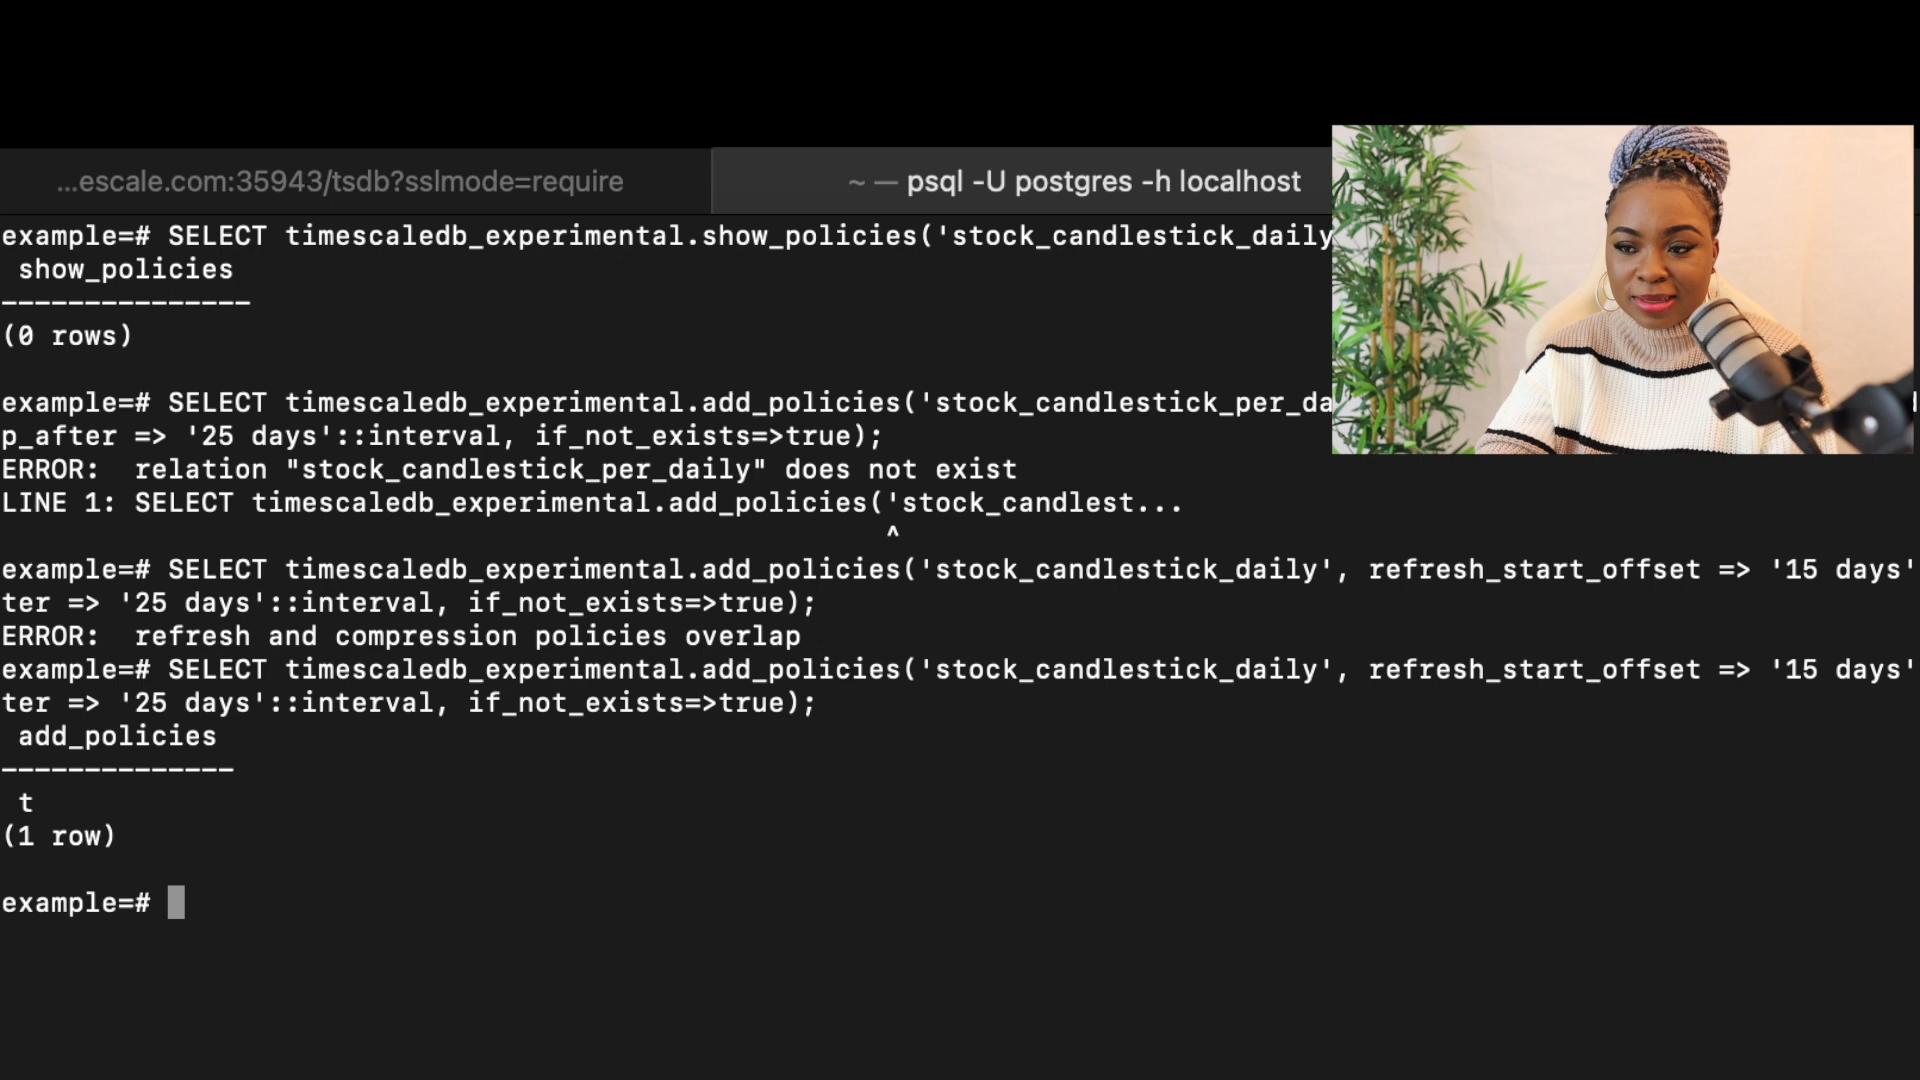 ...escale.com:35943/tsdb?sslmode=require
~ — psql -U postgres -h localhost
example=# SELECT timescaledb_experimental.show_policies('stock_candlestick_daily
show_policies
---------------
(0 rows)
example=# SELECT timescaledb_experimental.add_policies('stock_candlestick_per_da
p_after => '25 days'::interval, if_not_exists=>true);
ERROR:  relation "stock_candlestick_per_daily" does not exist
LINE 1: SELECT timescaledb_experimental.add_policies('stock_candlest...
^
example=# SELECT timescaledb_experimental.add_policies('stock_candlestick_daily', refresh_start_offset => '15 days'
ter => '25 days'::interval, if_not_exists=>true);
ERROR:  refresh and compression policies overlap
example=# SELECT timescaledb_experimental.add_policies('stock_candlestick_daily', refresh_start_offset => '15 days'
ter => '25 days'::interval, if_not_exists=>true);
add_policies
--------------
t
(1 row)
example=#